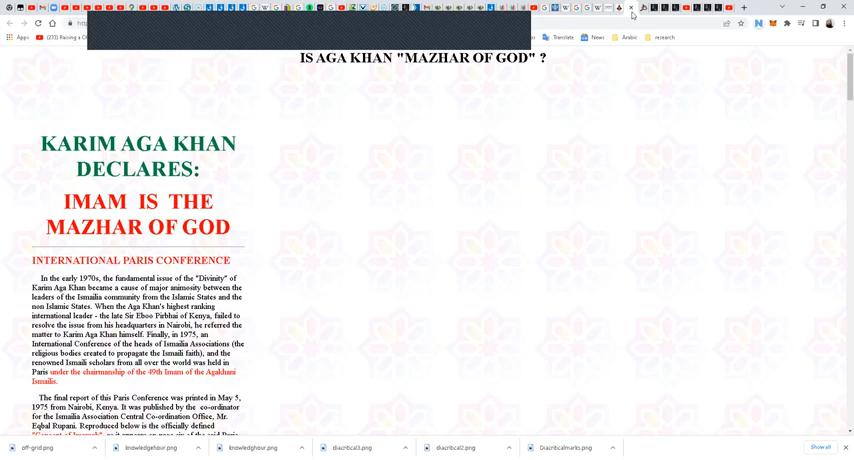 http
Apps
(233) Raising a Ch
Translate
News
Arabic
research
IS AGA KHAN "MAZHAR OF GOD" ?
KARIM AGA KHAN
DECLARES:
IMAM IS THE
MAZHAR OF GOD
INTERNATIONAL PARIS CONFERENCE
In the early 1970s, the fundamental issue of the "Divinity" of
Karim Aga Khan became a cause of major animosity between the
leaders of the Ismailia community from the Islamic States and the
non Islamic States. When the Aga Khan's highest ranking
international leader - the late Sir Eboo Pirbhai of Kenya, failed to
resolve the issue from his headquarters in Nairobi, he referred the
matter to Karim Aga Khan himself. Finally, in 1975, an
International Conference of the heads of Ismailia Associations (the
religious bodies created to propagate the Ismaili faith), and the
renowned Ismaili scholars from all over the world was held in
Paris under the chairmanship of the 49th Imam of the Agakhani
Ismailis.
The final report of this Paris Conference was printed in May 5,
1975 from Nairobi, Kenya. It was published by the co-ordinator
for the Ismailia Association Central Co-ordination Office, Mr.
Eqbal Rupani. Reproduced below is the officially defined
off-grid.png
knowledghour.png
knowledghour.png
diacritical3.png
diacritical2.png
Diacriticalmarks.png
Show all